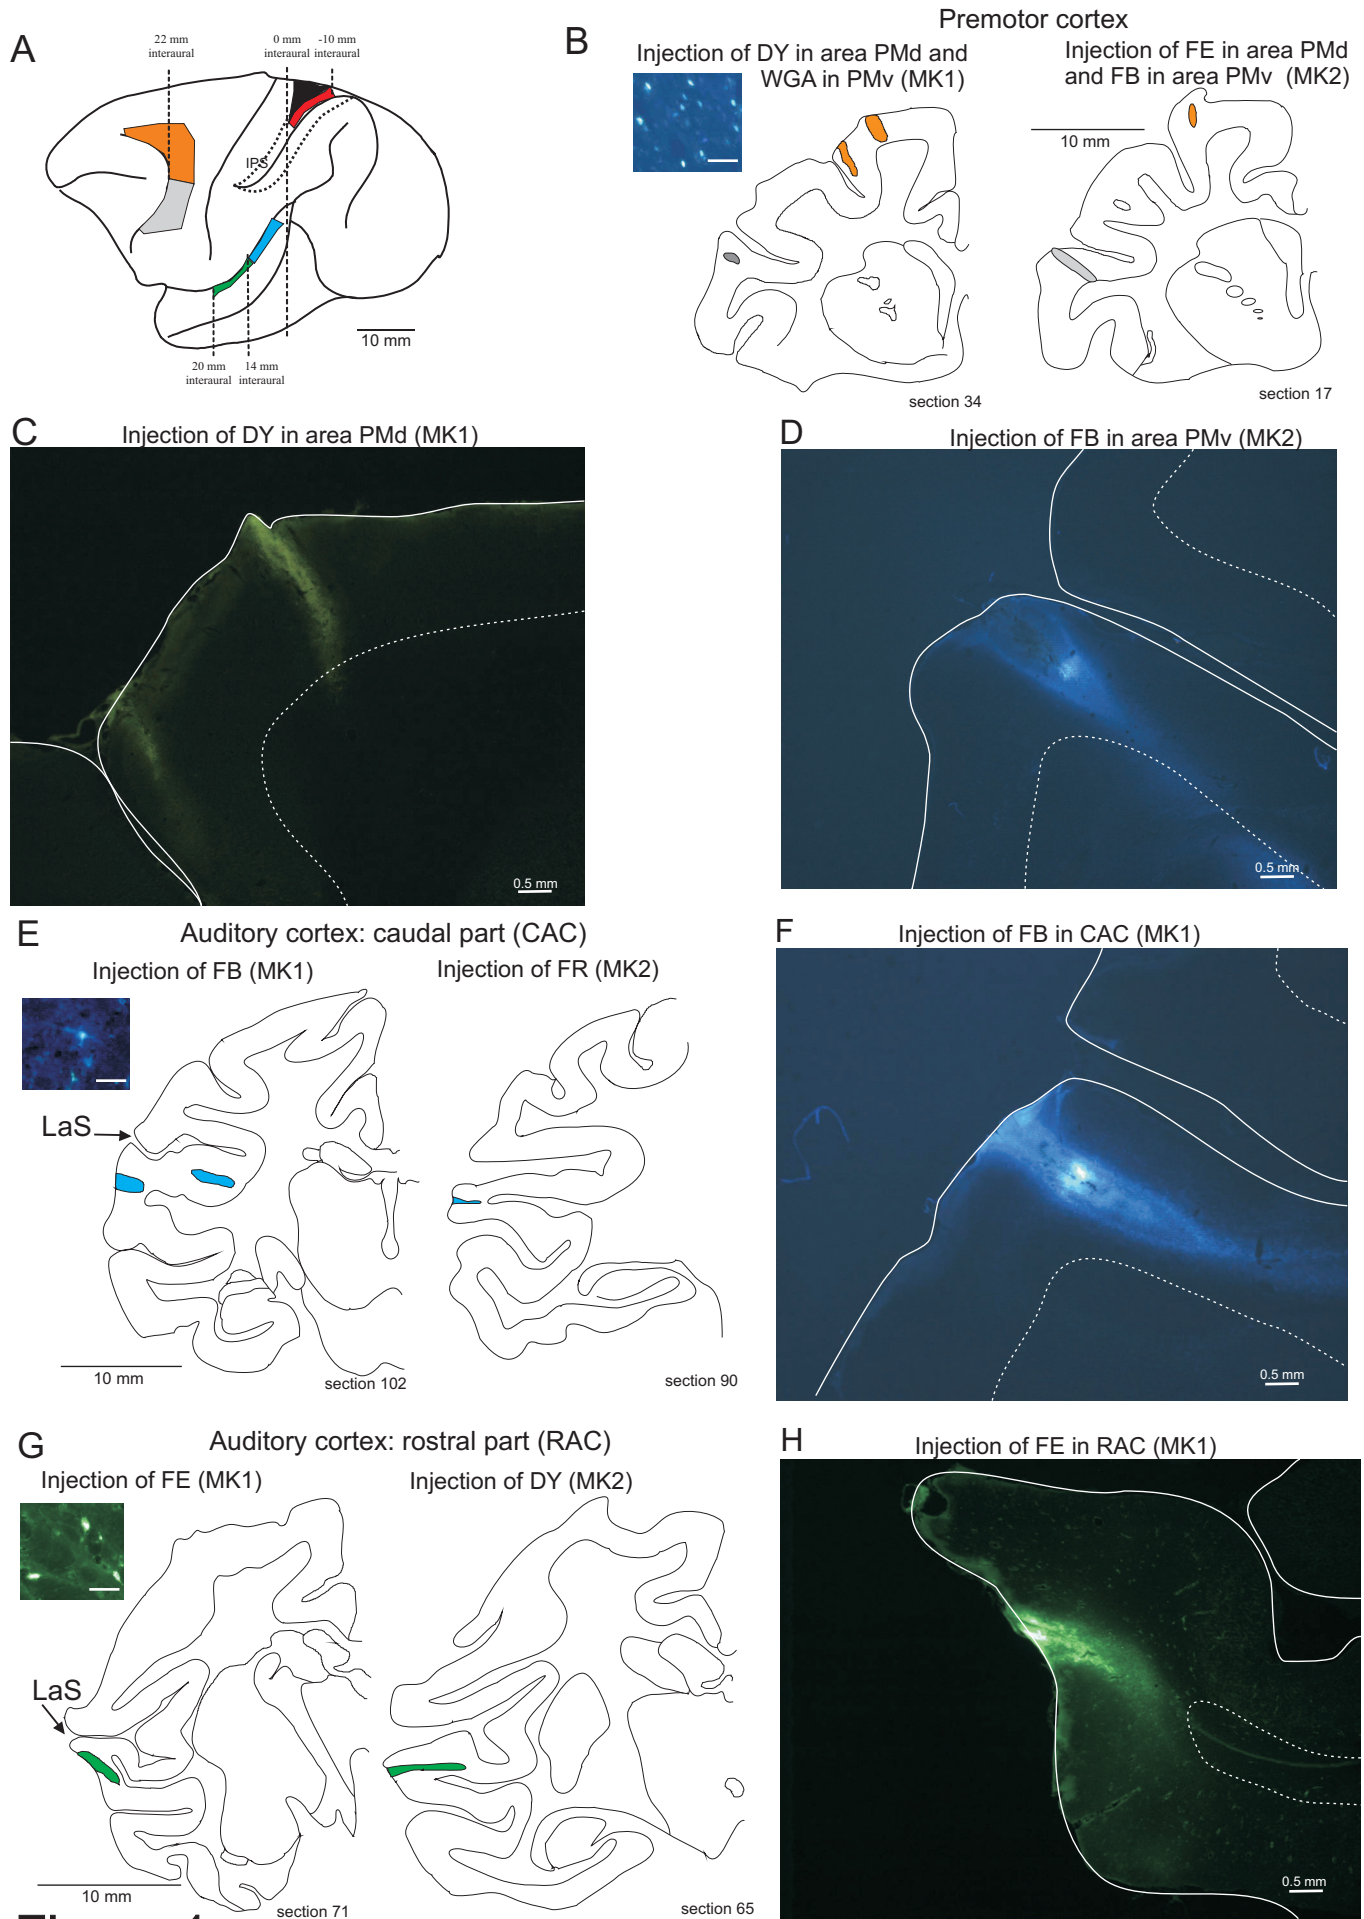 A
22 mm
interaural
0 mm
interaural
-10 mm
interaural
IPS
10 mm
20 mm
interaural
14 mm
interaural
Premotor cortex
B
Injection of DY in area PMd and
WGA in PMv (MK1)
Injection of FE in area PMd
and FB in area PMv (MK2)
10 mm
section 34
section 17
C
Injection of DY in area PMd (MK1)
0.5 mm
D
Injection of FB in area PMv (MK2)
0.5 mm
E
Auditory cortex: caudal part (CAC)
Injection of FB (MK1)
Injection of FR (MK2)
LaS
10 mm
section 102
section 90
F
Injection of FB in CAC (MK1)
0.5 mm
G
Auditory cortex: rostral part (RAC)
Injection of FE (MK1)
Injection of DY (MK2)
LaS
10 mm
section 71
section 65
H
Injection of FE in RAC (MK1)
0.5 mm